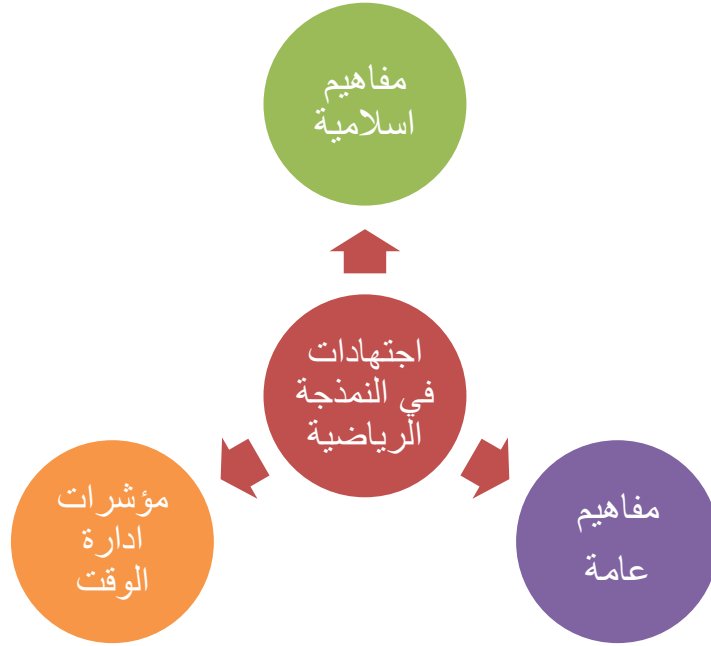 مفاهيم
اسلامية
اجتهادات
في النمذجة
الرياضية
مؤشرات
ادارة
الوقت
مفاهيم
عامة